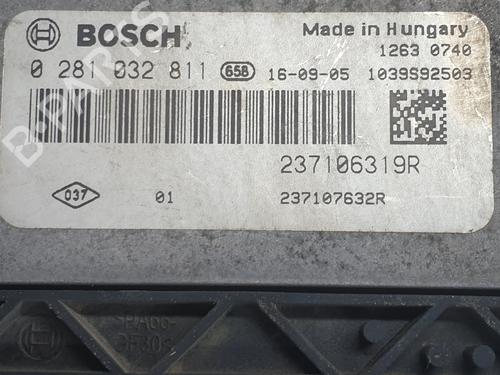 BOSCH
Made in Hungary
1263 0740
0 281 032 811 658 16-09-05 1039S92503
237106319R
037 01 237107632R
B-PARTS